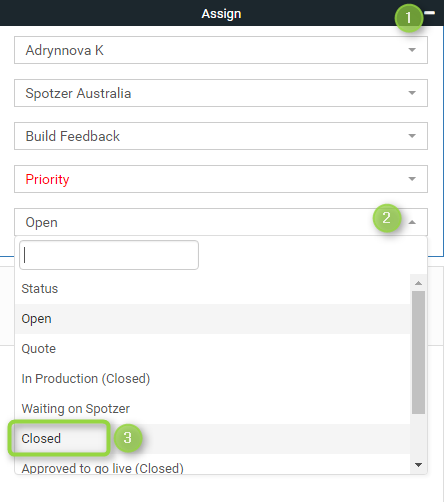 Assign
1
Adrynnova K
Spotzer Australia
Build Feedback
Priority
Open
2
Status
Open
Quote
In Production (Closed)
Waiting on Spotzer
Closed
3
Approved to go live (Closed)